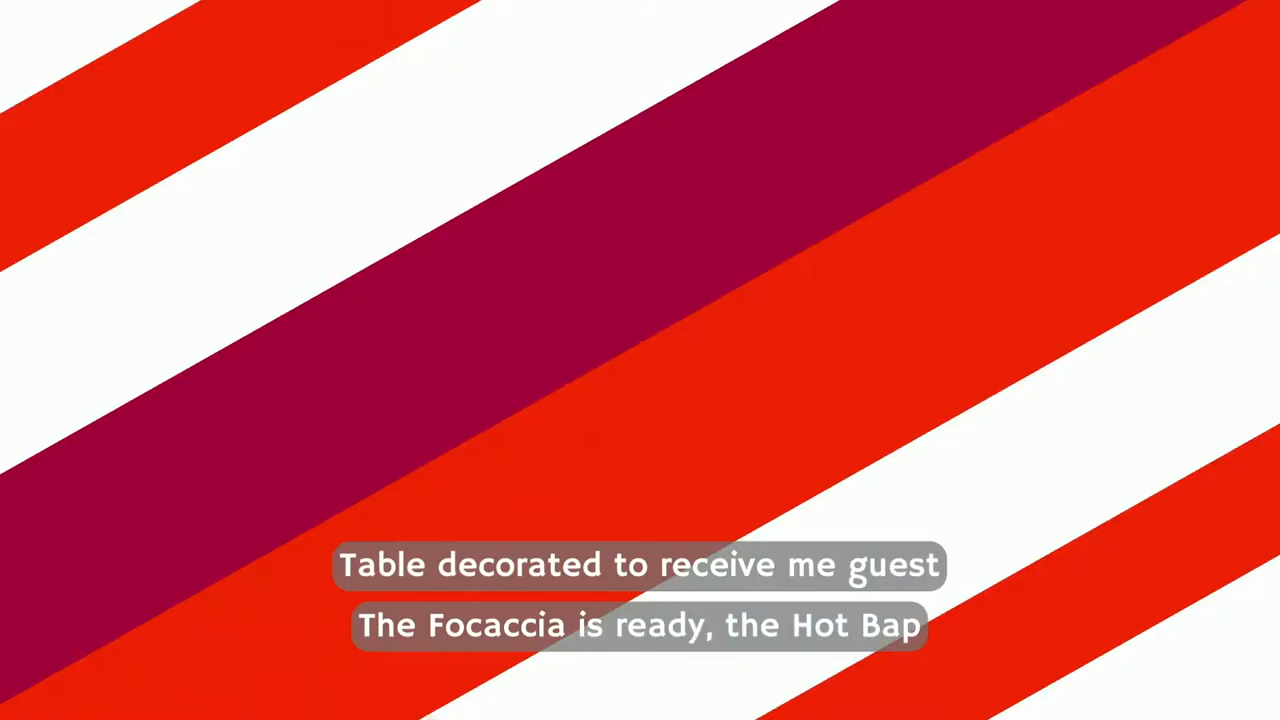 Table decorated to receive me guest
The Focaccia is ready, the Hot Bap